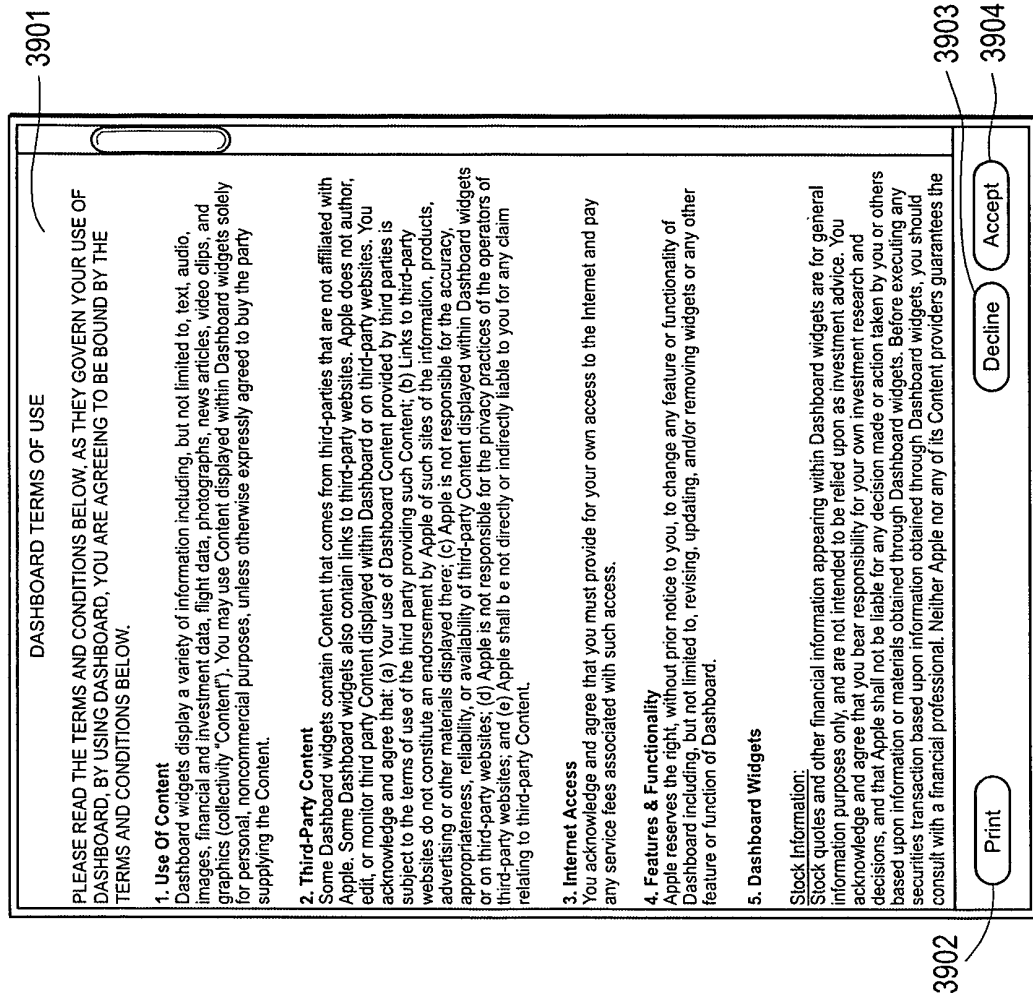 3901
DASHBOARD TERMS OF USE
PLEASE READ THE TERMS AND CONDITIONS BELOW, AS THEY GOVERN YOUR USE OF
DASHBOARD, BY USING DASHBOARD, YOU ARE AGREEING TO BE BOUND BY THE
TERMS AND CONDITIONS BELOW.
1. Use Of Content
Dashboard widgets display a variety of information including, but not limited to, text, audio,
images, financial and investment data, flight data, photographs, news articles, video clips, and
graphics (collectivity "Content"). You may use Content displayed within Dashboard widgets solely
for personal, noncommercial purposes, unless otherwise expressly agreed to buy the party
supplying the Content.
2. Third-Party Content
Some Dashboard widgets contain Content that comes from third-parties that are not affiliated with
Apple. Some Dashboard widgets also contain links to third-party websites. Apple does not author,
edit, or monitor third party Content displayed within Dashboard or on third-party websites. You
acknowledge and agree that: (a) Your use of Dashboard Content provided by third parties is
subject to the terms of use of the third party providing such Content; (b) Links to third-party
websites do not constitute an endorsement by Apple of such sites of the information, products,
advertising or other materials displayed there; (c) Apple is not responsible for the accuracy,
appropriateness, reliability, or availability of third-party Content displayed within Dashboard widgets
or on third-party websites; (d) Apple is not responsible for the privacy practices of the operators of
third-party websites; and (e) Apple shall b e not directly or indirectly liable to you for any claim
relating to third-party Content.
3. Internet Access
You acknowledge and agree that you must provide for your own access to the Internet and pay
any service fees associated with such access.
4. Features & Functionality
Apple reserves the right, without prior notice to you, to change any feature or functionality of
Dashboard including, but not limited to, revising, updating, and/or removing widgets or any other
feature or function of Dashboard.
5. Dashboard Widgets
Stock Information:
Stock quotes and other financial information appearing within Dashboard widgets are for general
information purposes only, and are not intended to be relied upon as investment advice. You
acknowledge and agree that you bear responsibility for your own investment research and
decisions, and that Apple shall not be liable for any decision made or action taken by you or others
based upon information or materials obtained through Dashboard widgets. Before executing any
securities transaction based upon information obtained through Dashboard widgets, you should
consult with a financial professional. Neither Apple nor any of its Content providers guarantees the
Print
Decline
Accept
3902
3903
3904